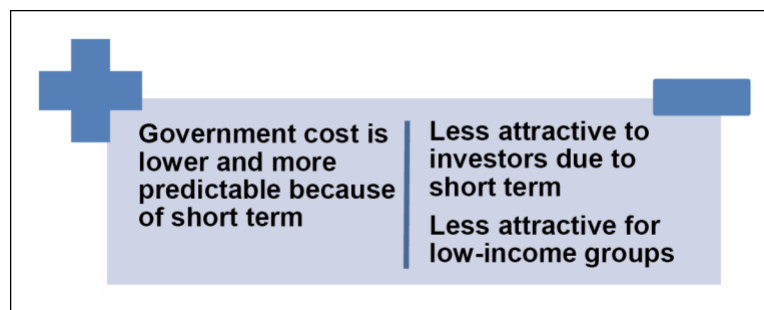 Government cost is
lower and more
predictable because
of short term
Less attractive to
investors due to
short term
Less attractive for
low-income groups